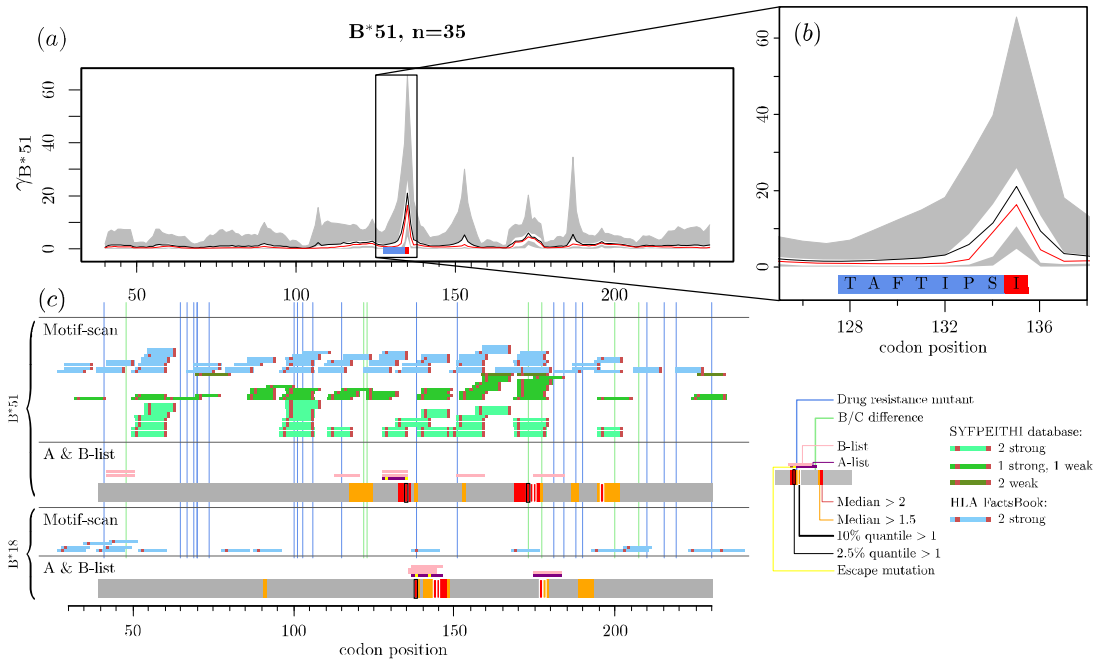 B*51, n=35
(a)
γB*51
0
20
40
60
50
100
150
200
(b)
0
20
40
60
T A F T I P S I
128
132
136
codon position
(c)
B*51
Motif-scan
A & B-list
B*18
Motif-scan
A & B-list
50
100
150
200
codon position
Drug resistance mutant
B/C difference
B-list
A-list
Median > 2
Median > 1.5
10% quantile > 1
2.5% quantile > 1
Escape mutation
SYFPEITHI database:
2 strong
1 strong, 1 weak
2 weak
HLA FactsBook:
2 strong